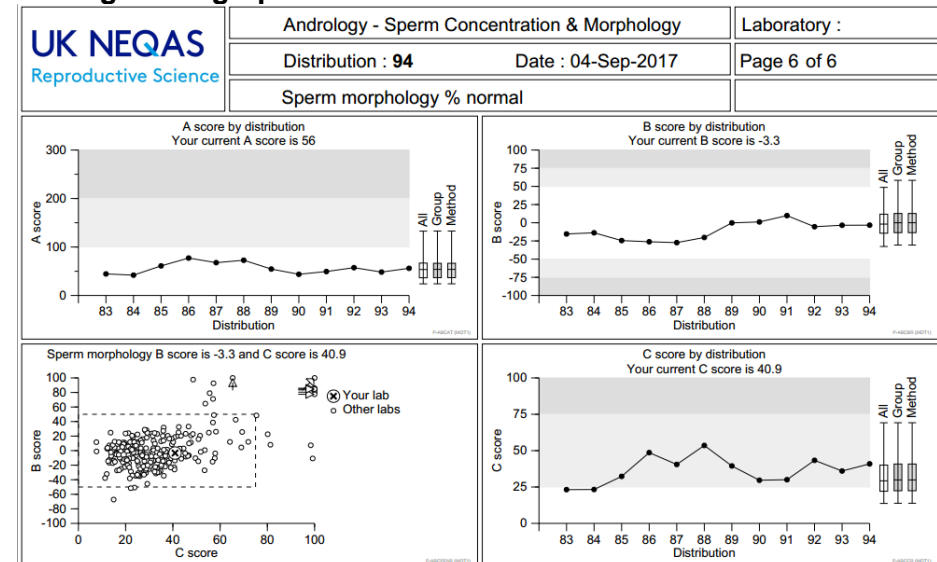 UK NEQAS
Reproductive Science
Andrology - Sperm Concentration & Morphology
Laboratory :
Distribution : 94 Date : 04-Sep-2017
Page 6 of 6
Sperm morphology % normal
A score by distribution
Your current A score is 56
300
200
100
0
A score
83 84 85 86 87 88 89 90 91 92 93 94
Distribution
All
Group
Method
B score by distribution
Your current B score is -3.3
100
75
50
25
0
-25
-50
-75
-100
B score
83 84 85 86 87 88 89 90 91 92 93 94
Distribution
All
Group
Method
Sperm morphology B score is -3.3 and C score is 40.9
100
80
60
40
20
0
-20
-40
-60
-80
-100
B score
0 20 40 60 80 100
C score
Your lab
Other labs
C score by distribution
Your current C score is 40.9
100
75
50
25
0
C score
83 84 85 86 87 88 89 90 91 92 93 94
Distribution
All
Group
Method